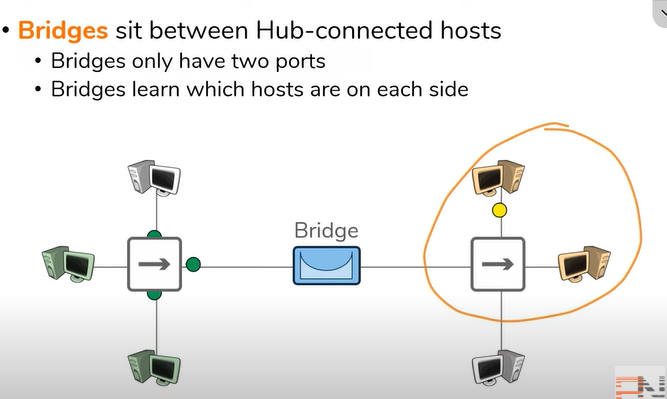 • Bridges sit between Hub-connected hosts
• Bridges only have two ports
• Bridges learn which hosts are on each side
Bridge
PN